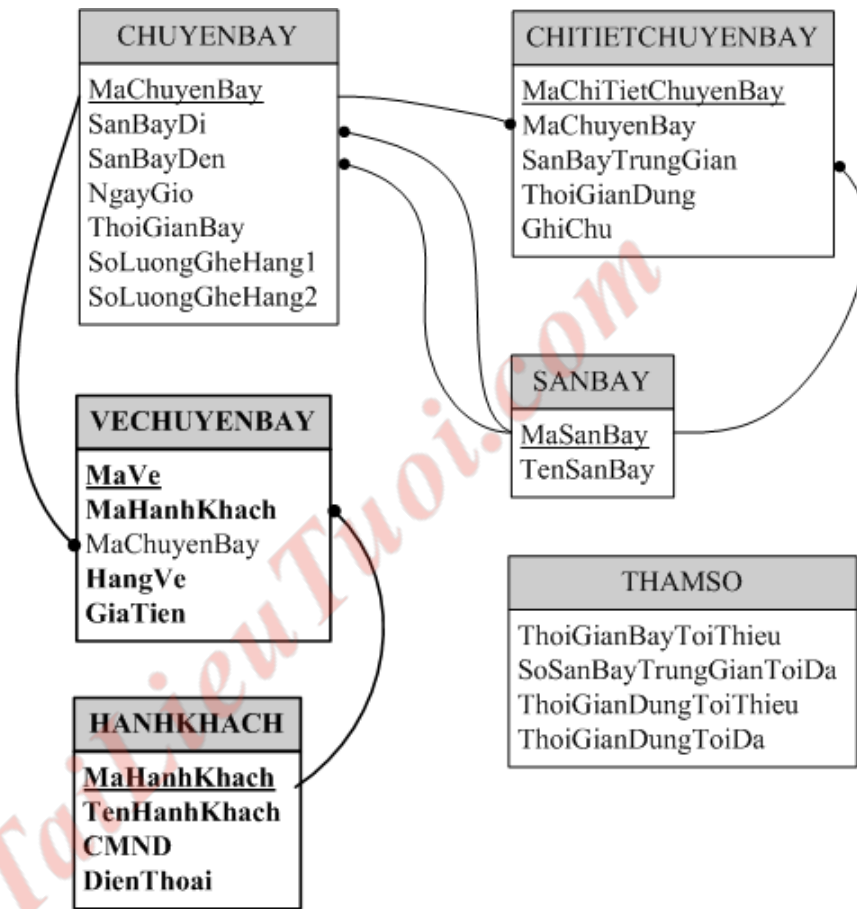 CHUYENBAY
MaChuyenBay
SanBayDi
SanBayDen
NgayGio
ThoiGianBay
SoLuongGheHang1
SoLuongGheHang2
CHITIETCHUYENBAY
MaChiTietChuyenBay
MaChuyenBay
SanBayTrungGian
ThoiGianDung
GhiChu
SANBAY
MaSanBay
TenSanBay
VECHUYENBAY
MaVe
MaHanhKhach
MaChuyenBay
HangVe
GiaTien
THAMSO
ThoiGianBayToiThieu
SoSanBayTrungGianToiDa
ThoiGianDungToiThieu
ThoiGianDungToiDa
HANHKHACH
MaHanhKhach
TenHanhKhach
CMND
DienThoai
TaiLieuTuoi.com